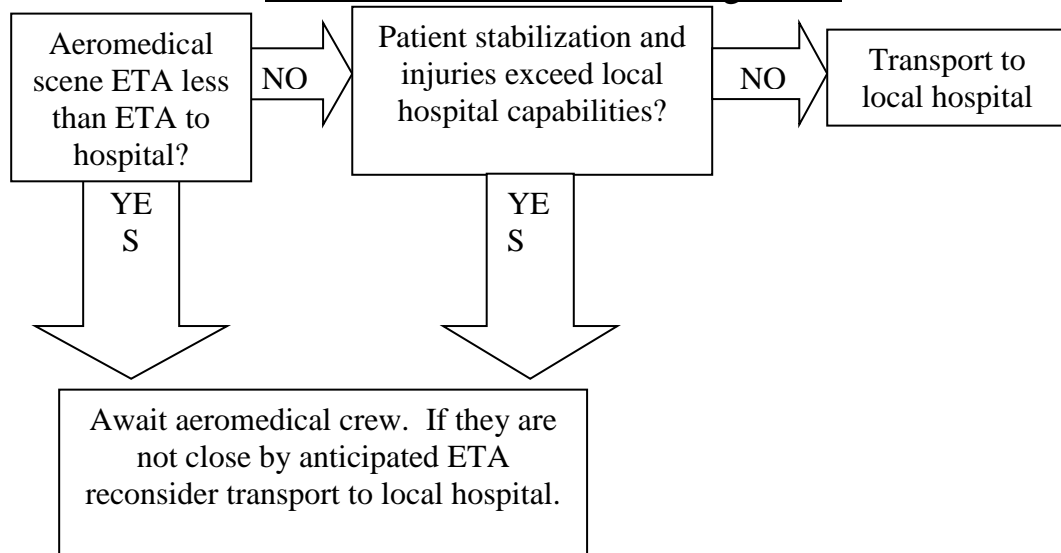 Aeromedical
scene ETA less
than ETA to
hospital?
NO
Patient stabilization and
injuries exceed local
hospital capabilities?
NO
Transport to
local hospital
YE
S
YE
S
Await aeromedical crew.  If they are
not close by anticipated ETA
reconsider transport to local hospital.